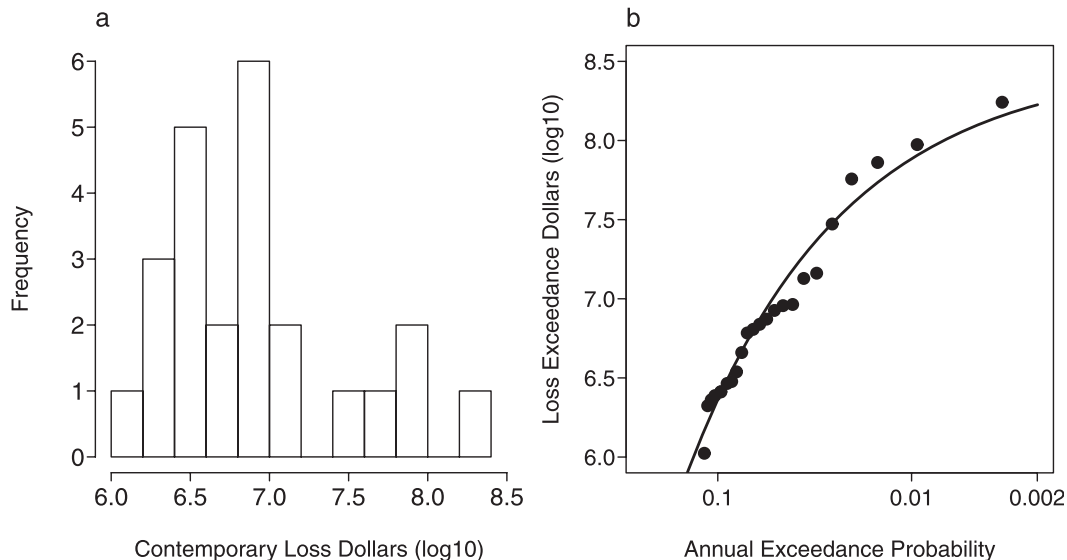 a
Frequency
6
5
4
3
2
1
0
6.0 6.5 7.0 7.5 8.0 8.5
Contemporary Loss Dollars (log10)
b
Loss Exceedance Dollars (log10)
8.5
8.0
7.5
7.0
6.5
6.0
0.1 0.01 0.002
Annual Exceedance Probability